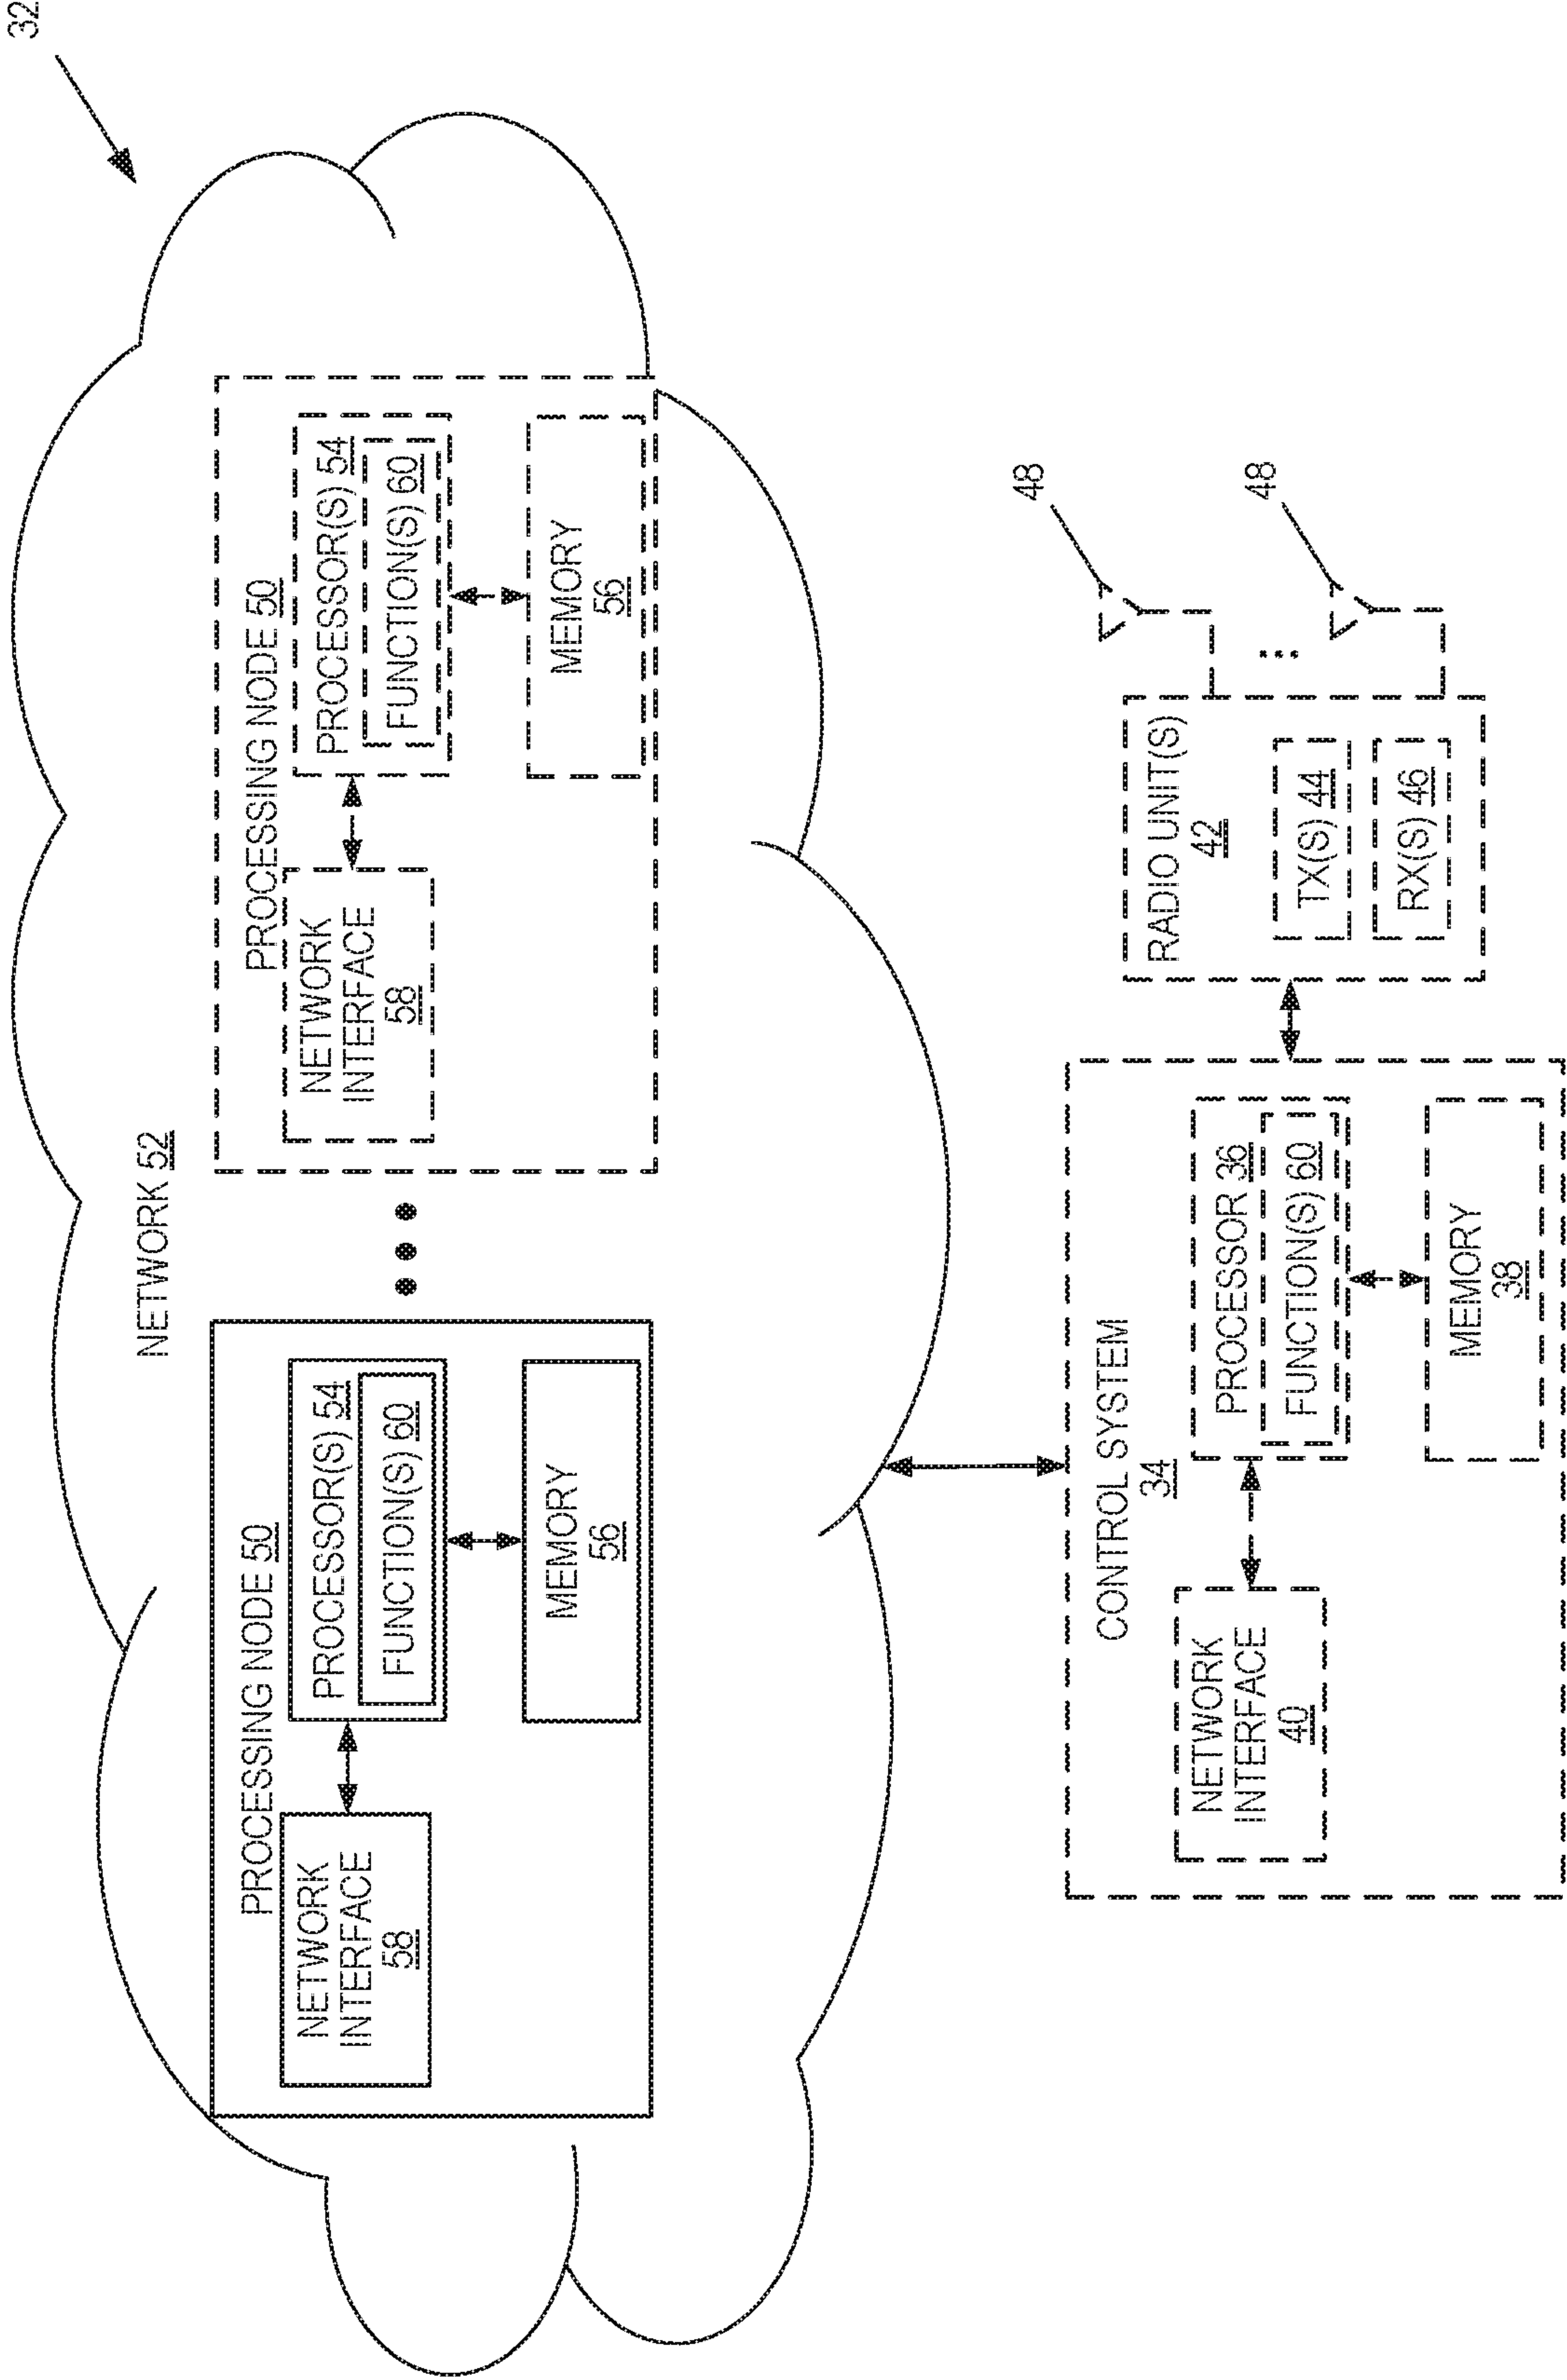 32
NETWORK 52
PROCESSING NODE 50
NETWORK
INTERFACE
58
PROCESSOR(S) 54
FUNCTION(S) 60
MEMORY
56
PROCESSING NODE 50
NETWORK
INTERFACE
58
PROCESSOR(S) 54
FUNCTION(S) 60
MEMORY
56
CONTROL SYSTEM
34
NETWORK
INTERFACE
40
PROCESSOR 36
FUNCTION(S) 60
MEMORY
38
RADIO UNIT(S)
42
TX(S) 44
RX(S) 46
48
48